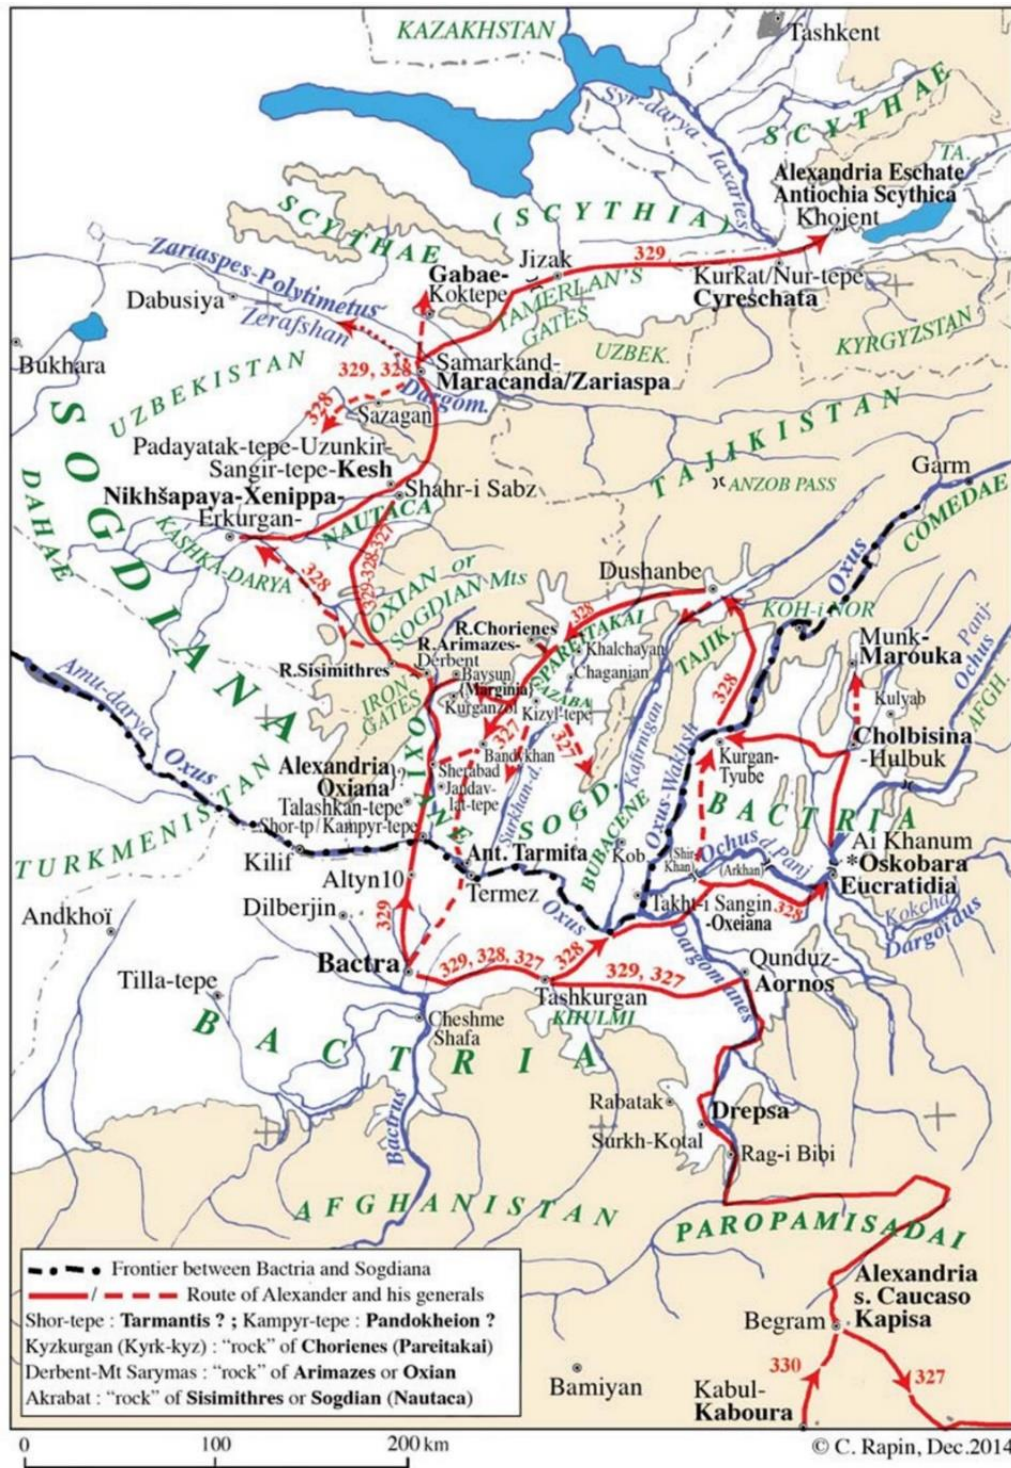 KAZAKHSTAN
Tashkent
SCYTHAE
Syr-darya - Iaxartes
TA.
Alexandria Eschate
Antiochia Scythica
Khojent
SCYTHAE
(SCYTHIA)
329
Jizak
Kurkat/Nur-tepe
Cyreschata
Zariaspes-Polytimetus
Gabae-
Koktepe
TAMERLAN'S
GATES
Dabusiya
Zerafshan
UZBEK.
KYRGYZSTAN
Bukhara
UZBEKISTAN
329, 328
Samarkand-
Maracanda/Zariaspa
Dargom.
328
Sazagan
TAJIKISTAN
SOGDIANA
DAHAE
Padayatak-tepe-Uzunkir-
Sangir-tepe-Kesh
Garm
ANZOB PASS
Nikhšapaya-Xenippa-
Erkurgan-
Shahr-i Sabz
NAUTACA
COMEDAE
KASHKA-DARYA
328
329-328-327
OXIAN or
SOGDIAN Mts
Dushanbe
Oxus
KOH-i NOR
328
R.Chorienes
PAREITAKAI
TAJIK.
Munk-
Marouka
Panj-
Ochus
R.Arimazes-
Derbent
Khalchayan
R.Sisimithres
Baysun
(Marginia)
Chaganian
GAZABA
328
Kulyab
AFGH.
IRON
GATES
Kurganzol
Kizyl-tepe
Amu-darya - Oxus
327
327
Kafirnigan
Kurgan-
Tyube
Cholbisina
-Hulbuk
Bandykhan
Alexandria
Oxiana}?
Sherabad
Jandav-
lat-tepe
OXIANE
Surkhan-d.
SOGD.
BUBACENE
Oxus-Wakhsh
BACTRIA
TURKMENISTAN
Talashkan-tepe
Shor-tp/Kampyr-tepe
Kilif
Ant. Tarmita
Termez
Kob
(Shir-
Khan)
Ochus d.Panj
(Arkhan)
Ai Khanum
*Oskobara
Eucratidia
Altyn10
Oxus
Takht-i Sangin
-Oxeiana
328
Kokcha
Dargoidus
Andkhoï
Dilberjin
329
Bactra
329, 328, 327
328
329, 327
Dargomanes
Qunduz-
Aornos
Tilla-tepe
Tashkurgan
KHULMI
BACTRIA
Cheshme
Shafa
Bactrus
Rabatak
Drepsa
Surkh-Kotal
Rag-i Bibi
AFGHANISTAN
PAROPAMISADAI
Frontier between Bactria and Sogdiana
/ Route of Alexander and his generals
Shor-tepe : Tarmantis ? ; Kampyr-tepe : Pandokheion ?
Kyzkurgan (Kyrk-kyz) : “rock” of Chorienes (Pareitakai)
Derbent-Mt Sarymas : “rock” of Arimazes or Oxian
Akrabat : “rock” of Sisimithres or Sogdian (Nautaca)
Alexandria
s. Caucaso
Begram Kapisa
330
327
Bamiyan
Kabul-
Kaboura
0 100 200 km
© C. Rapin, Dec.2014